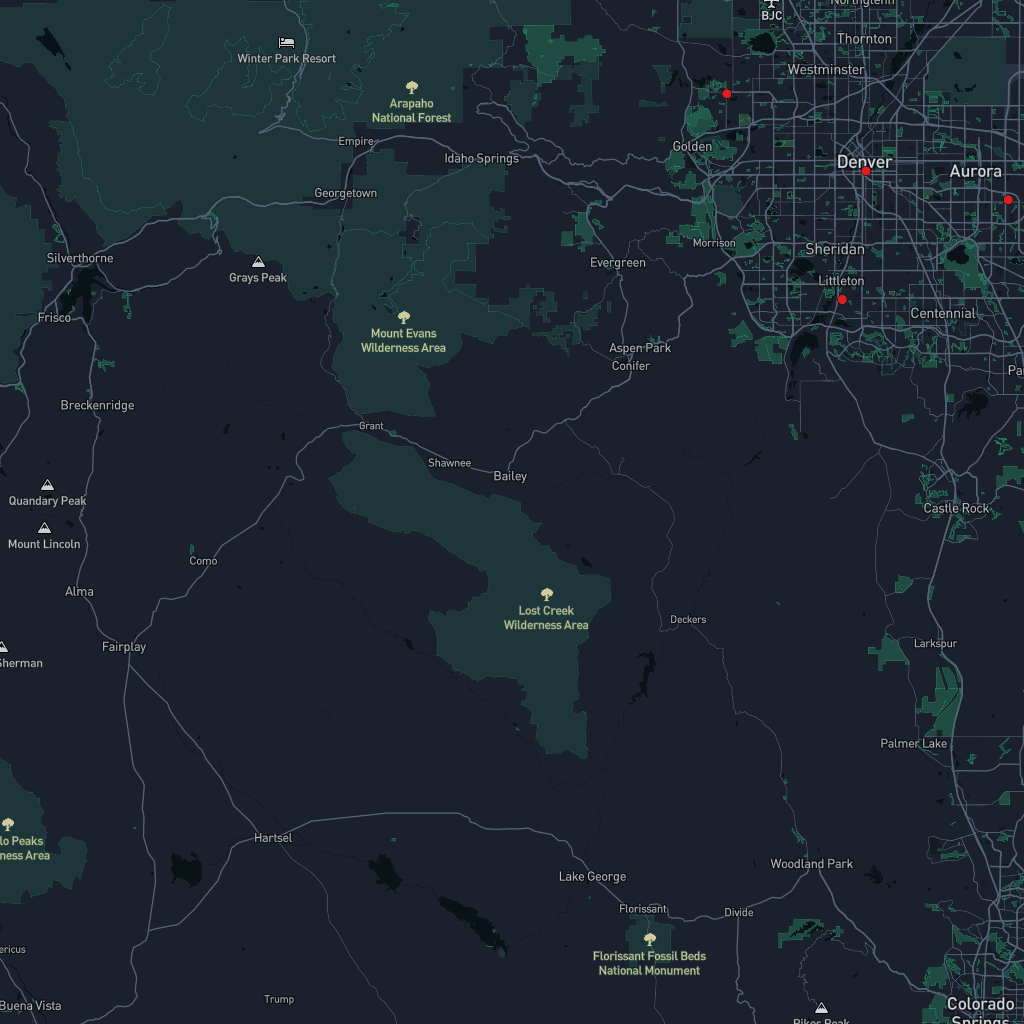 Northglenn
BJC
Thornton
Winter Park Resort
Westminster
Arapaho
National Forest
Empire
Golden
Idaho Springs
Denver
Aurora
Georgetown
Morrison
Sheridan
Silverthorne
Evergreen
Grays Peak
Littleton
Frisco
Centennial
Mount Evans
Wilderness Area
Aspen Park
Conifer
Pa
Breckenridge
Grant
Shawnee
Bailey
Quandary Peak
Castle Rock
Mount Lincoln
Como
Alma
Lost Creek
Wilderness Area
Deckers
Fairplay
Larkspur
Sherman
Palmer Lake
Hartsel
lo Peaks
ness Area
Woodland Park
Lake George
Florissant
Divide
ericus
Florissant Fossil Beds
National Monument
Trump
Buena Vista
Colorado
Springs
Pikes Peak